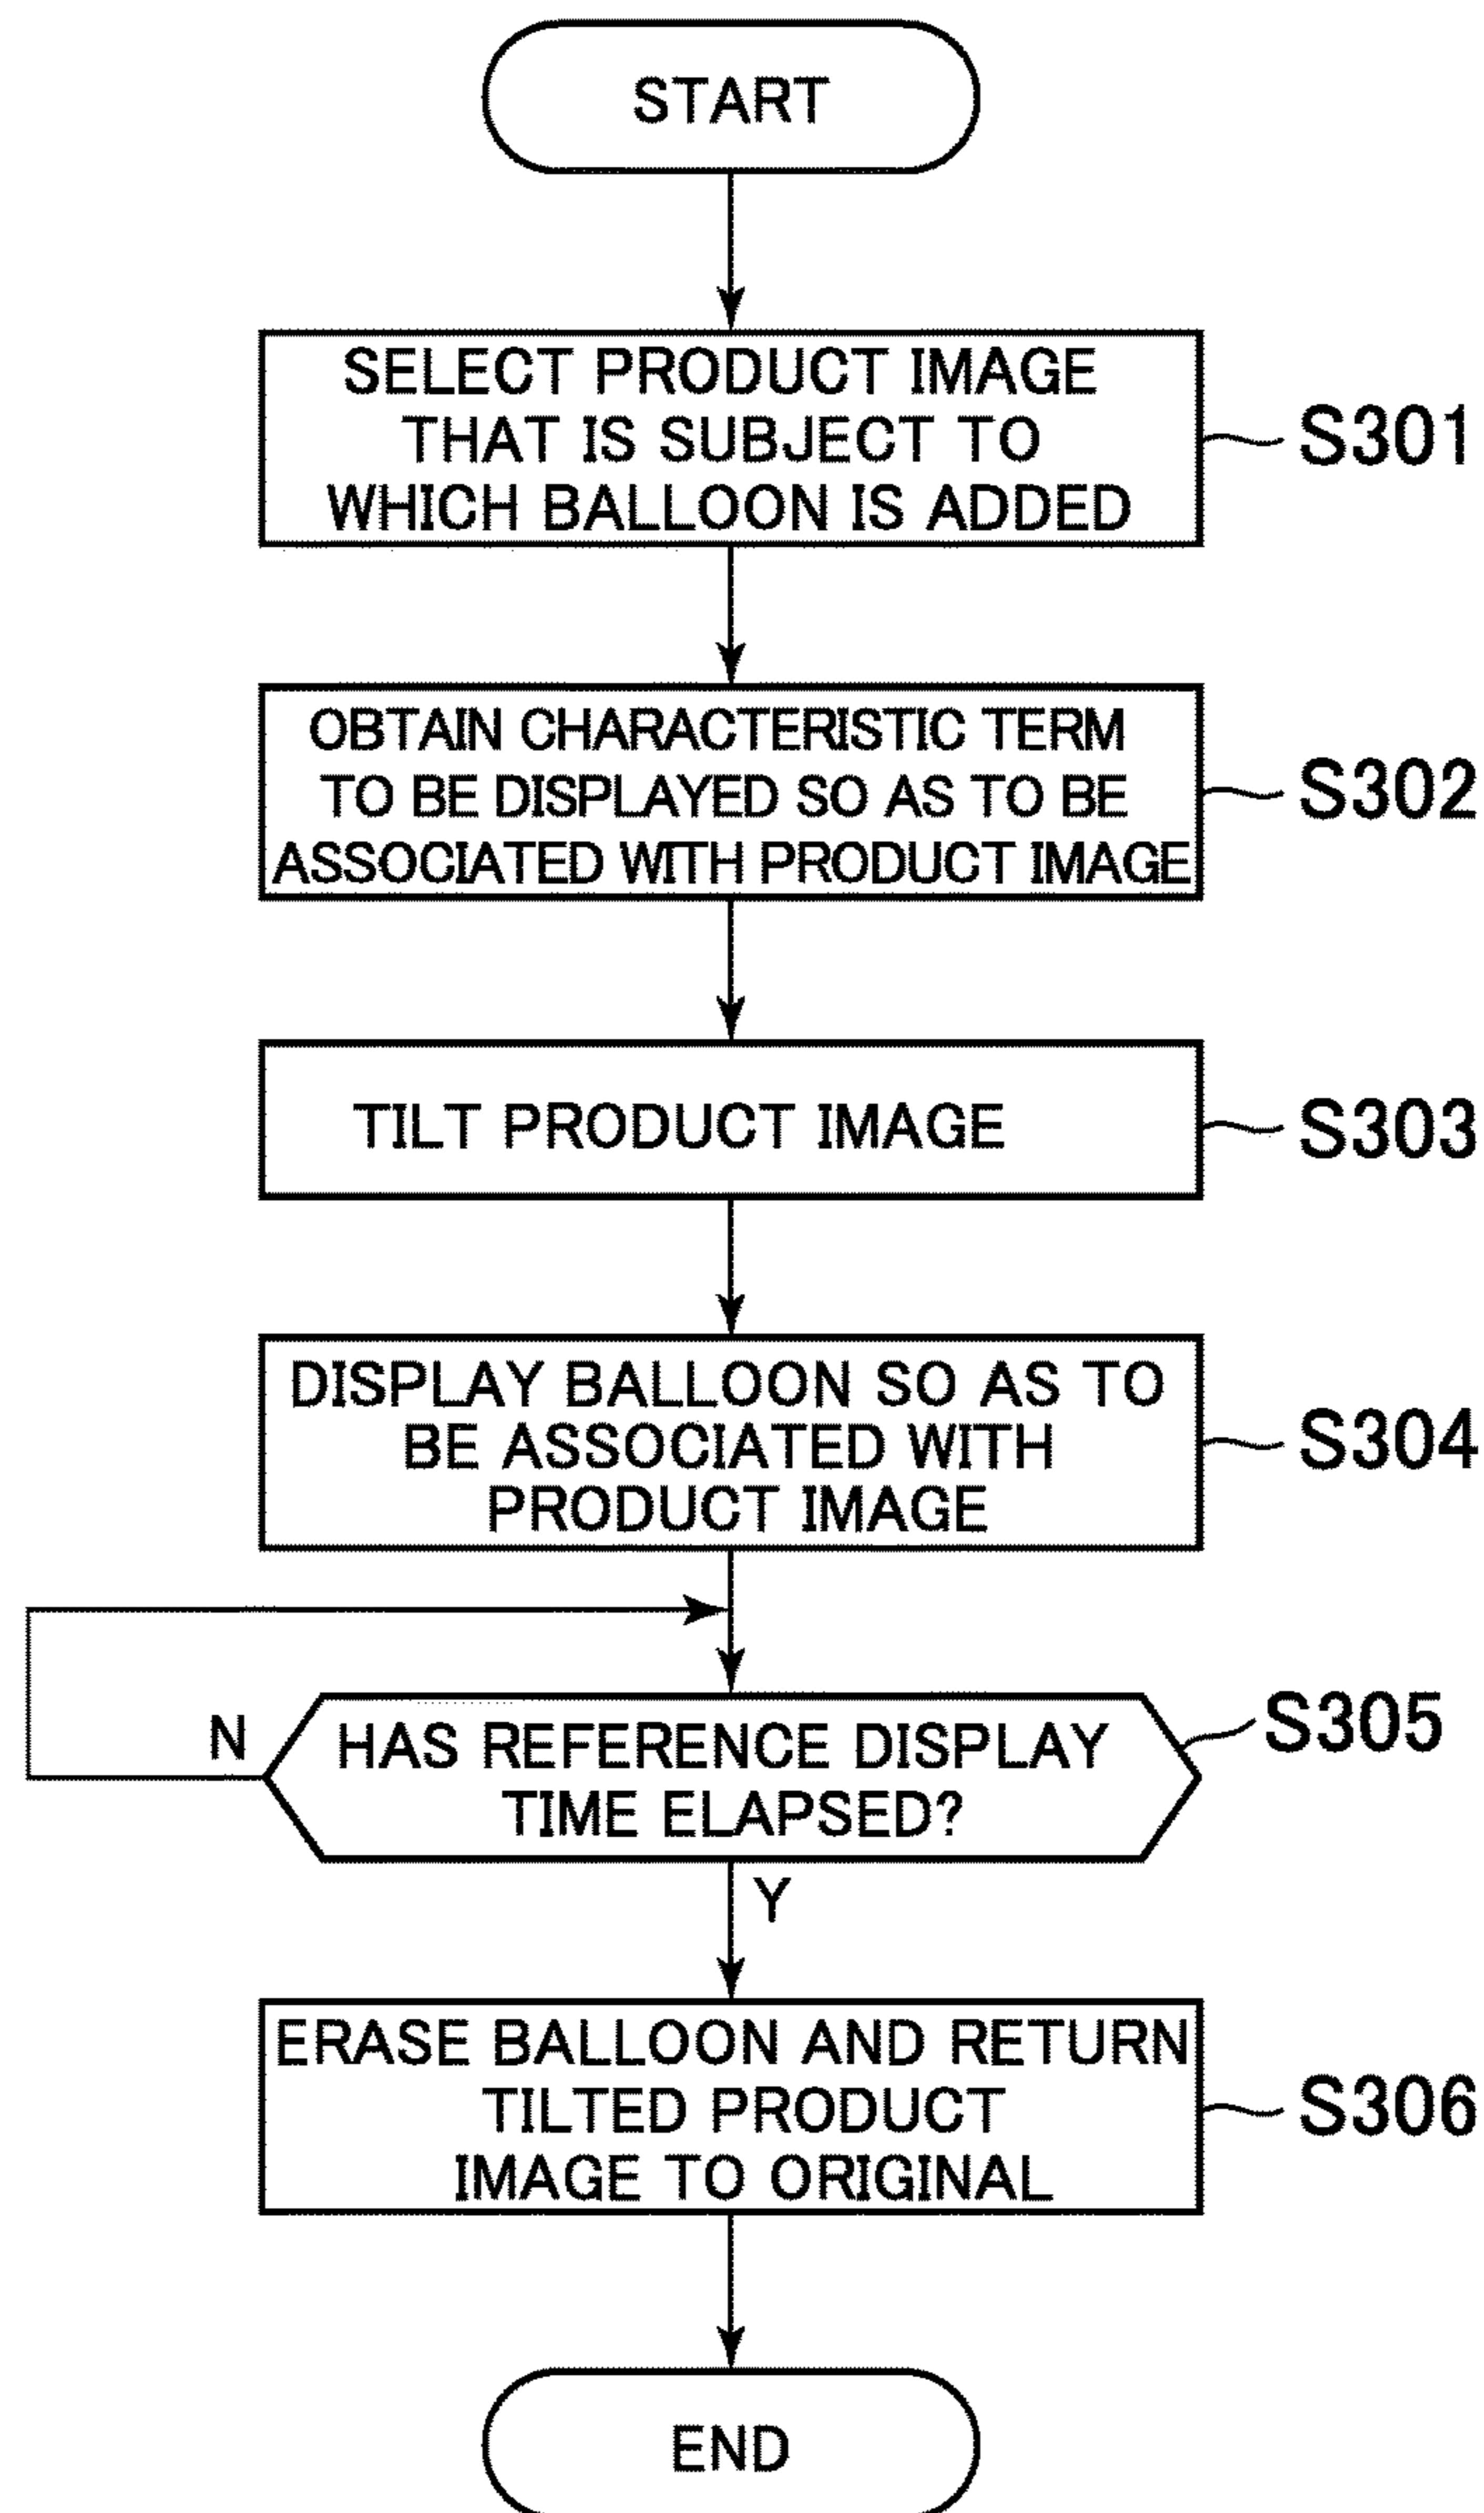 START
SELECT PRODUCT IMAGE
THAT IS SUBJECT TO
WHICH BALLOON IS ADDED
S301
OBTAIN CHARACTERISTIC TERM
TO BE DISPLAYED SO AS TO BE
ASSOCIATED WITH PRODUCT IMAGE
S302
TILT PRODUCT IMAGE
S303
DISPLAY BALLOON SO AS TO
BE ASSOCIATED WITH
PRODUCT IMAGE
S304
N
HAS REFERENCE DISPLAY
TIME ELAPSED?
S305
Y
ERASE BALLOON AND RETURN
TILTED PRODUCT
IMAGE TO ORIGINAL
S306
END